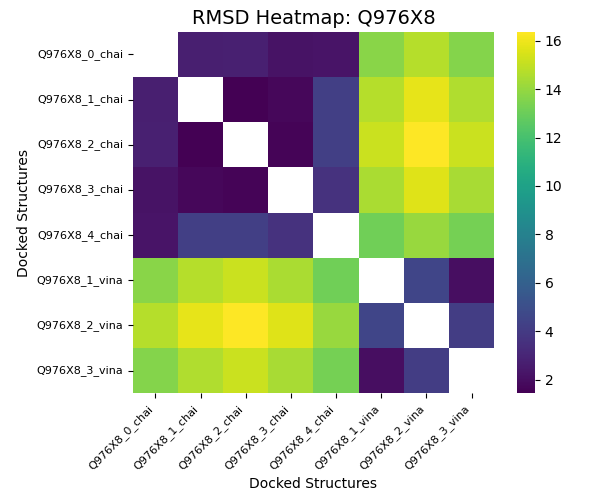 RMSD Heatmap: Q976X8
Docked Structures
Q976X8_0_chai
Q976X8_1_chai
Q976X8_2_chai
Q976X8_3_chai
Q976X8_4_chai
Q976X8_1_vina
Q976X8_2_vina
Q976X8_3_vina
Q976X8_0_chai
Q976X8_1_chai
Q976X8_2_chai
Q976X8_3_chai
Q976X8_4_chai
Q976X8_1_vina
Q976X8_2_vina
Q976X8_3_vina
Docked Structures
16
14
12
10
8
6
4
2